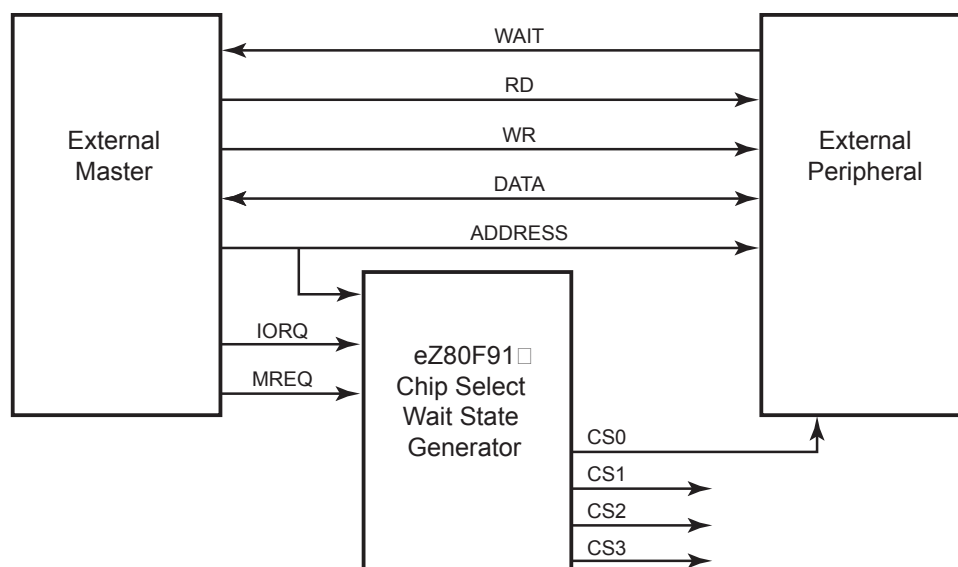 WAIT
RD
External
Master
WR
External
Peripheral
DATA
ADDRESS
IORQ
MREQ
eZ80F91□
Chip Select
Wait State
Generator
CS0
CS1
CS2
CS3